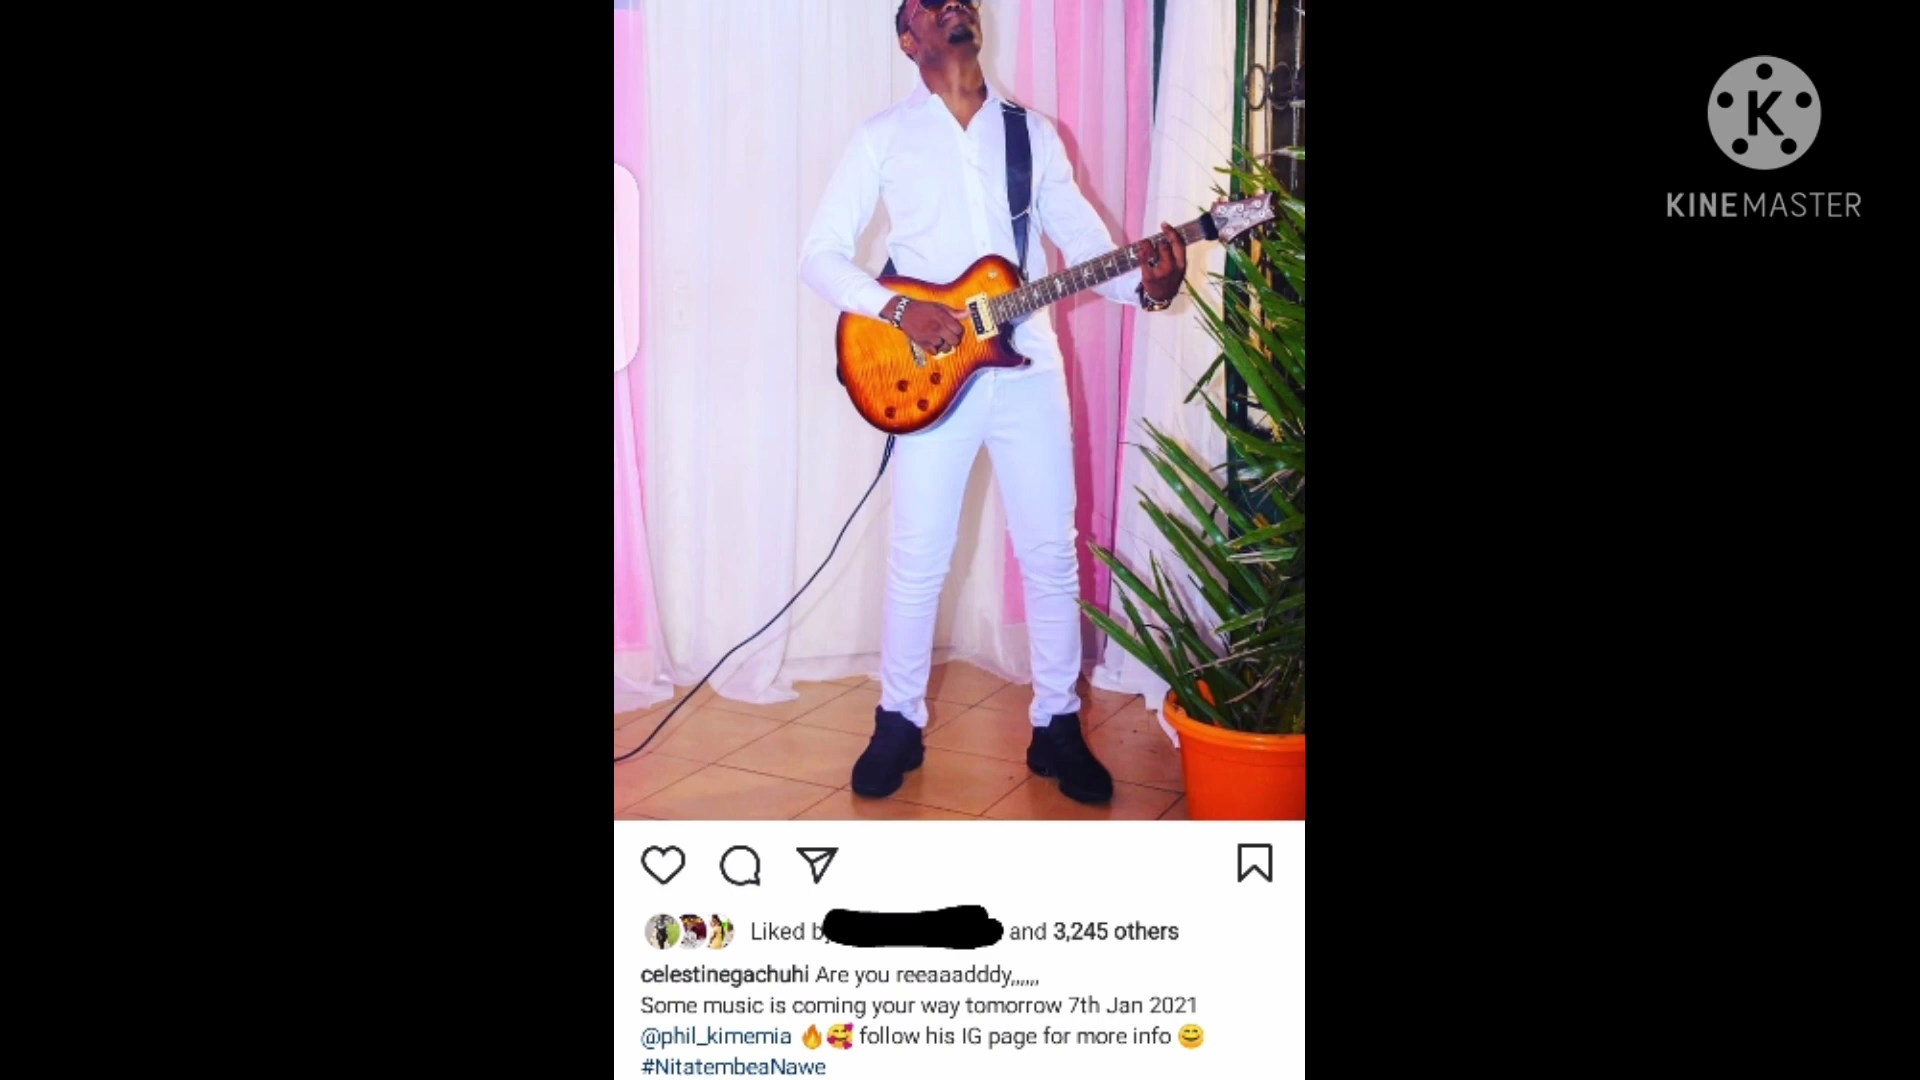 K
KINEMASTER
Liked by and 3,245 others
celestinegachuhi Are you reeaaadddy,,,,,,
Some music is coming your way tomorrow 7th Jan 2021
@phil_kimemia 🔥🥰 follow his IG page for more info 😊
#NitatembeaNawe